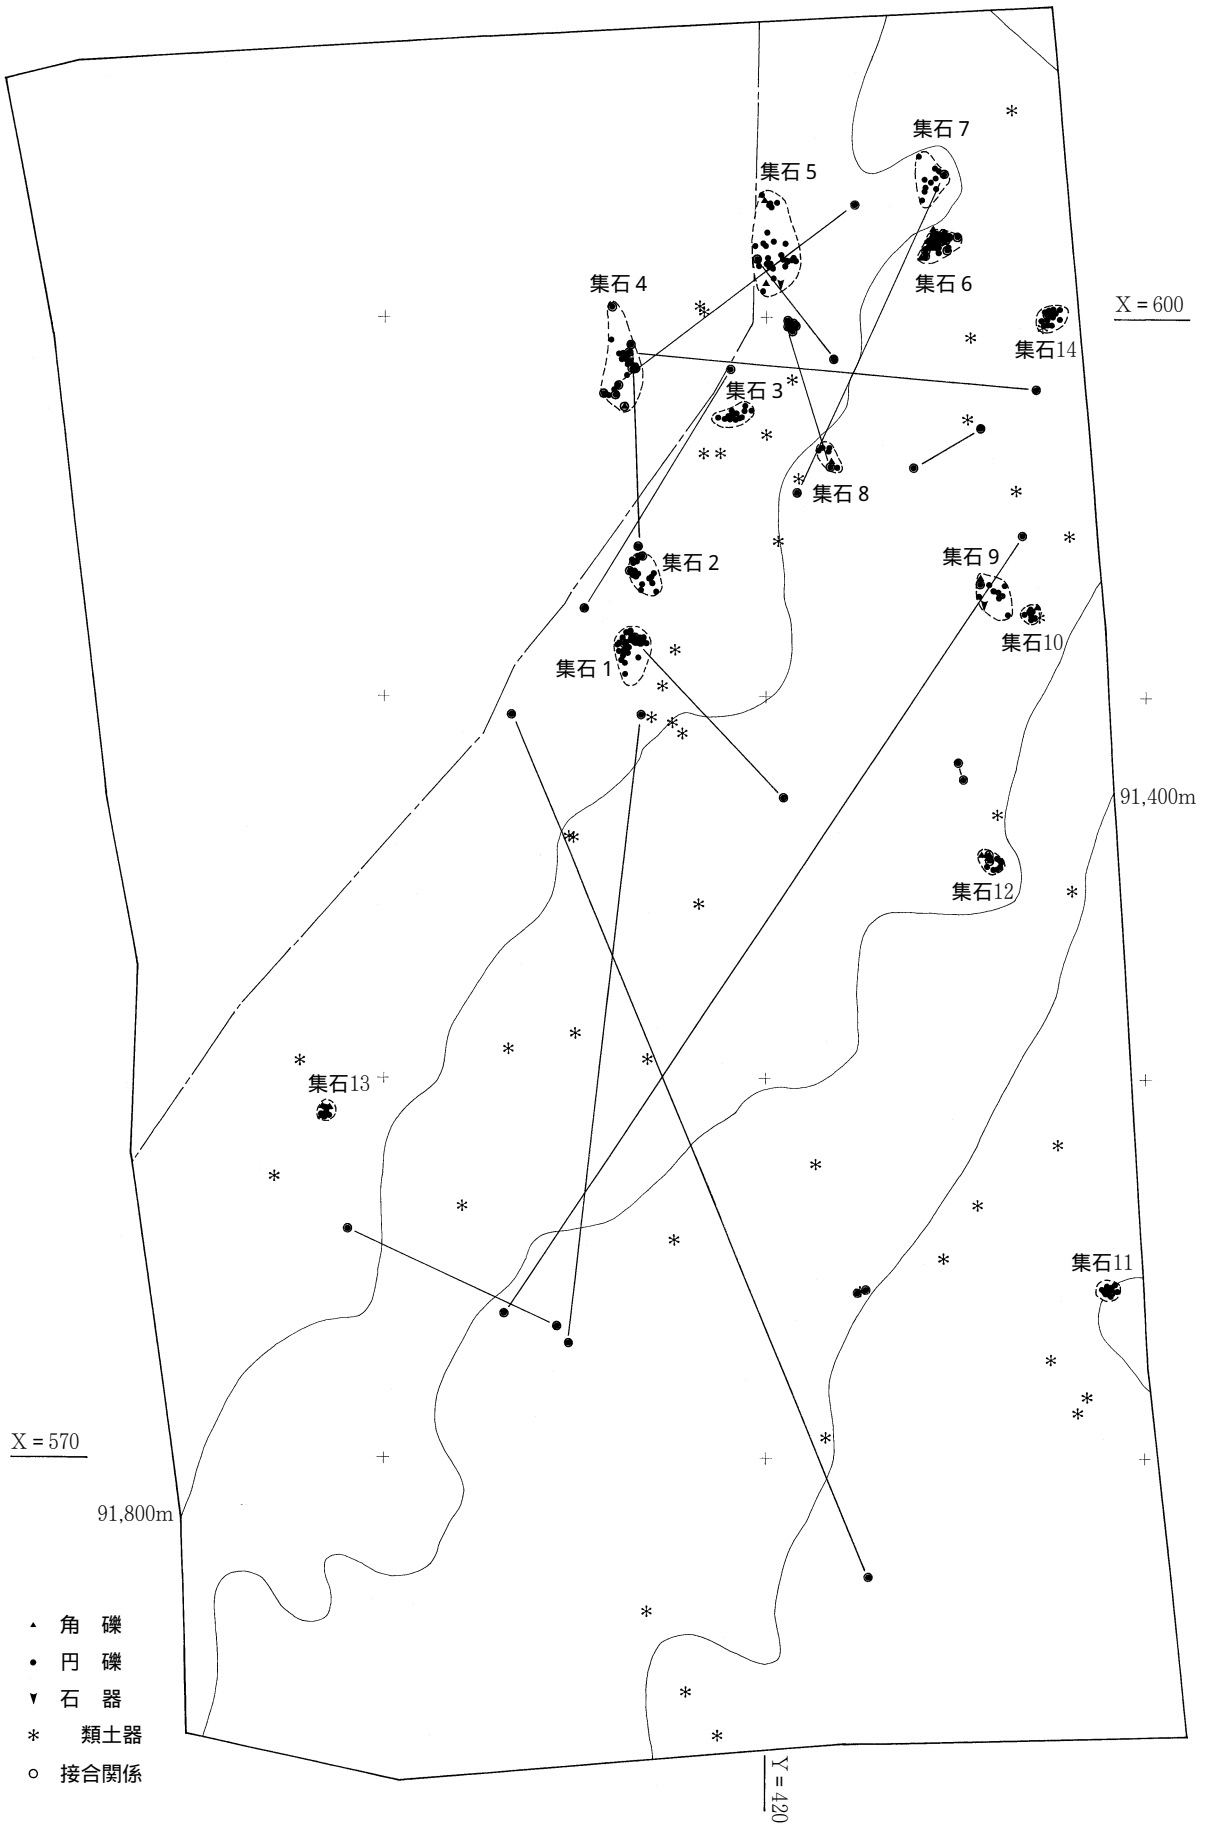 集石 7
集石 5
集石 4
集石 6
X = 600
集石14
集石 3
集石 8
集石 2
集石 9
集石10
集石 1
91,400m
集石12
集石13
集石11
X = 570
91,800m
角　礫
円　礫
石　器
類土器
接合関係
Y = 420